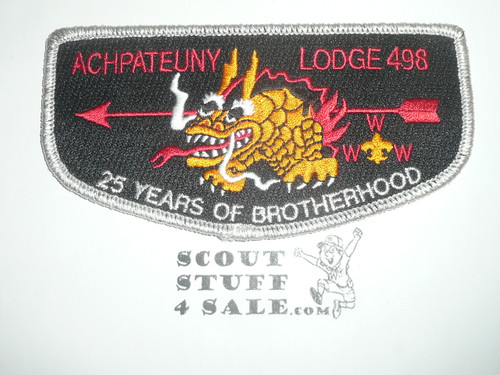 ACHPATEUNY LODGE 498
W
W W
25 YEARS OF BROTHERHOOD
SCOUT
STUFF
4 SALE.COM